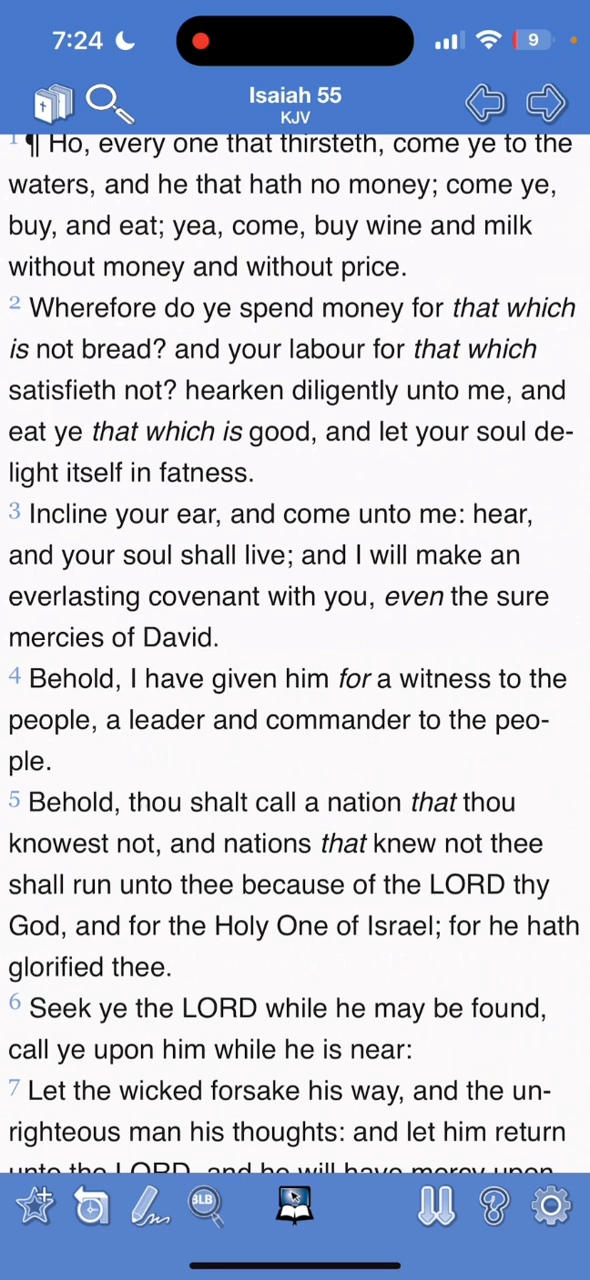 7:24
9
Isaiah 55
KJV
1 ¶ Ho, every one that thirsteth, come ye to the
waters, and he that hath no money; come ye,
buy, and eat; yea, come, buy wine and milk
without money and without price.
2 Wherefore do ye spend money for that which
is not bread? and your labour for that which
satisfieth not? hearken diligently unto me, and
eat ye that which is good, and let your soul de-
light itself in fatness.
3 Incline your ear, and come unto me: hear,
and your soul shall live; and I will make an
everlasting covenant with you, even the sure
mercies of David.
4 Behold, I have given him for a witness to the
people, a leader and commander to the peo-
ple.
5 Behold, thou shalt call a nation that thou
knowest not, and nations that knew not thee
shall run unto thee because of the LORD thy
God, and for the Holy One of Israel; for he hath
glorified thee.
6 Seek ye the LORD while he may be found,
call ye upon him while he is near:
7 Let the wicked forsake his way, and the un-
righteous man his thoughts: and let him return
unto the LORD, and he will have mercy upon
BLB